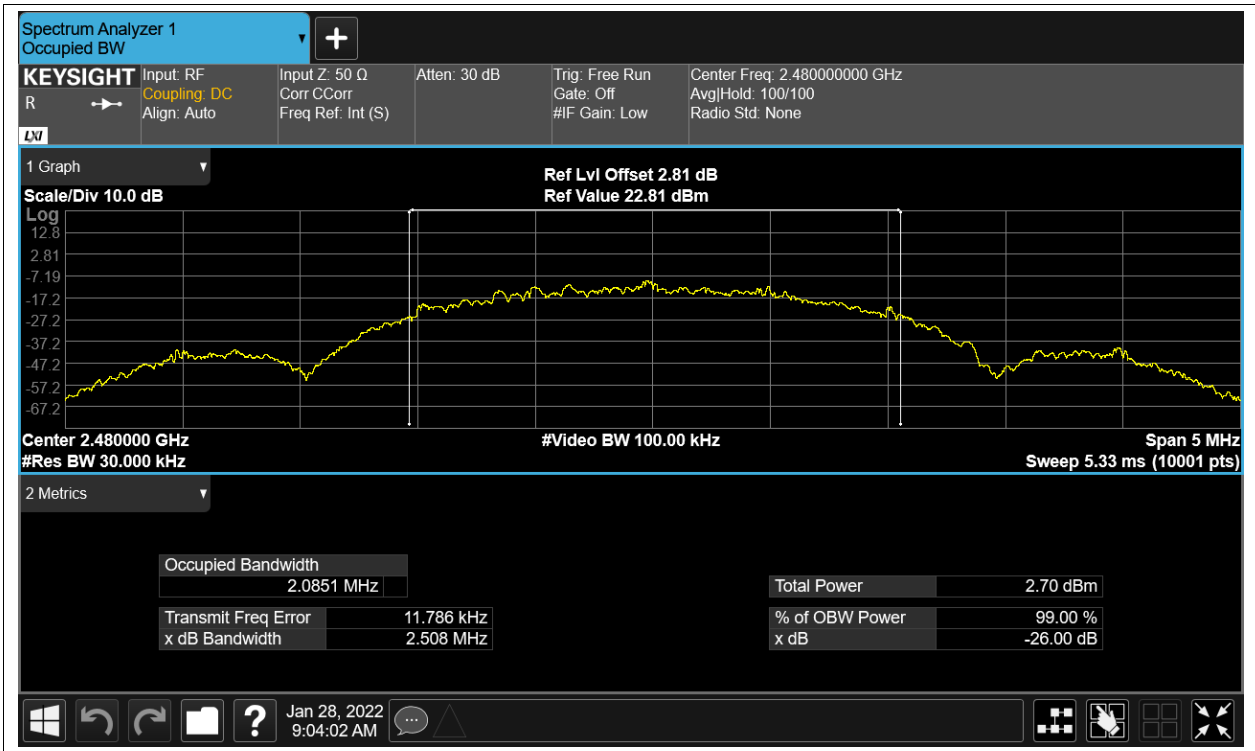 Spectrum Analyzer 1
Occupied BW
KEYSIGHT
R
LXI
Input: RF
Coupling: DC
Align: Auto
Input Z: 50 Ω
Corr CCorr
Freq Ref: Int (S)
Atten: 30 dB
Trig: Free Run
Gate: Off
#IF Gain: Low
Center Freq: 2.480000000 GHz
Avg|Hold: 100/100
Radio Std: None
1 Graph
Scale/Div 10.0 dB
Ref Lvl Offset 2.81 dB
Ref Value 22.81 dBm
Log
12.8
2.81
-7.19
-17.2
-27.2
-37.2
-47.2
-57.2
-67.2
Center 2.480000 GHz
#Video BW 100.00 kHz
Span 5 MHz
#Res BW 30.000 kHz
Sweep 5.33 ms (10001 pts)
2 Metrics
Occupied Bandwidth
2.0851 MHz
Total Power 2.70 dBm
Transmit Freq Error 11.786 kHz
% of OBW Power 99.00 %
x dB Bandwidth 2.508 MHz
x dB -26.00 dB
?
Jan 28, 2022
9:04:02 AM